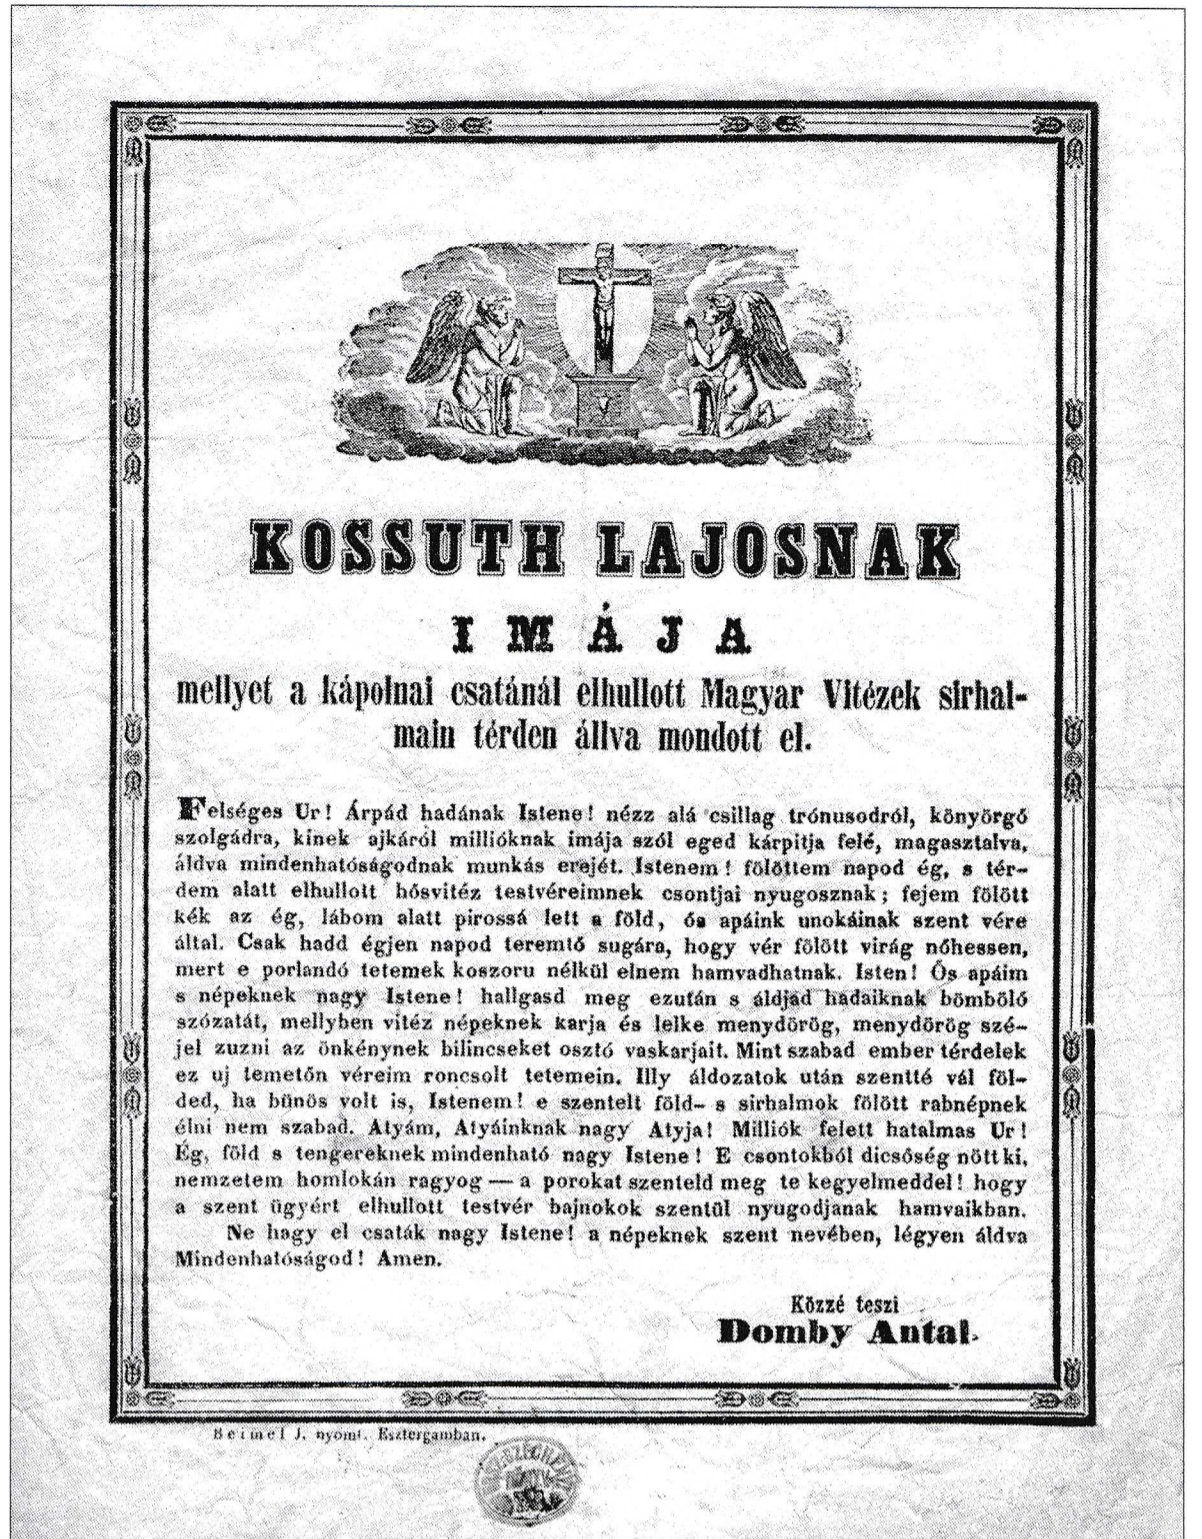 KOSSUTH LAJOSNAK
IMÁJA
mellyet a kápolnai csatánál elhullott Magyar Vitézek sirhal-
main térden állva mondott el.
Felséges Ur! Árpád hadának Istene! nézz alá csillag trónusodról, könyörgő
szolgádra, kinek ajkáról millióknak imája szól eged kárpitja felé, magasztalva,
áldva mindenhatóságodnak munkás erejét. Istenem! fölöttem napod ég, s tér-
dem alatt elhullott hősvitéz testvéreimnek csontjai nyugosznak; fejem fölött
kék az ég, lábom alatt pirossá lett a föld, ős apáink unokáinak szent vére
által. Csak hadd égjen napod teremtő sugára, hogy vér fölött virág nőhessen,
mert e porlandó tetemek koszoru nélkül elnem hamvadhatnak. Isten! Ős apáim
s népeknek nagy Istene! hallgasd meg ezután s áldjad hadaiknak bömbölő
szózatát, mellyben vitéz népeknek karja és lelke menydörög, menydörög szé-
jel zuzni az önkénynek bilincseket osztó vaskarjait. Mint szabad ember térdelek
ez uj temetőn véreim roncsolt tetemein. Illy áldozatok után szentté vál föl-
ded, ha bünös volt is, Istenem! e szentelt föld- s sirhalmok fölött rabnépnek
élni nem szabad. Atyám, Atyáinknak nagy Atyja! Milliók felett hatalmas Ur!
Ég, föld s tengereknek mindenható nagy Istene! E csontokból dicsőség nőtt ki,
nemzetem homlokán ragyog — a porokat szenteld meg te kegyelmeddel! hogy
a szent ügyért elhullott testvér bajnokok szentül nyugodjanak hamvaikban.
Ne hagy el csaták nagy Istene! a népeknek szent nevében, légyen áldva
Mindenhatóságod! Amen.
Közzé teszi
Domby Antal.
Beimel J. nyomt. Esztergamban.